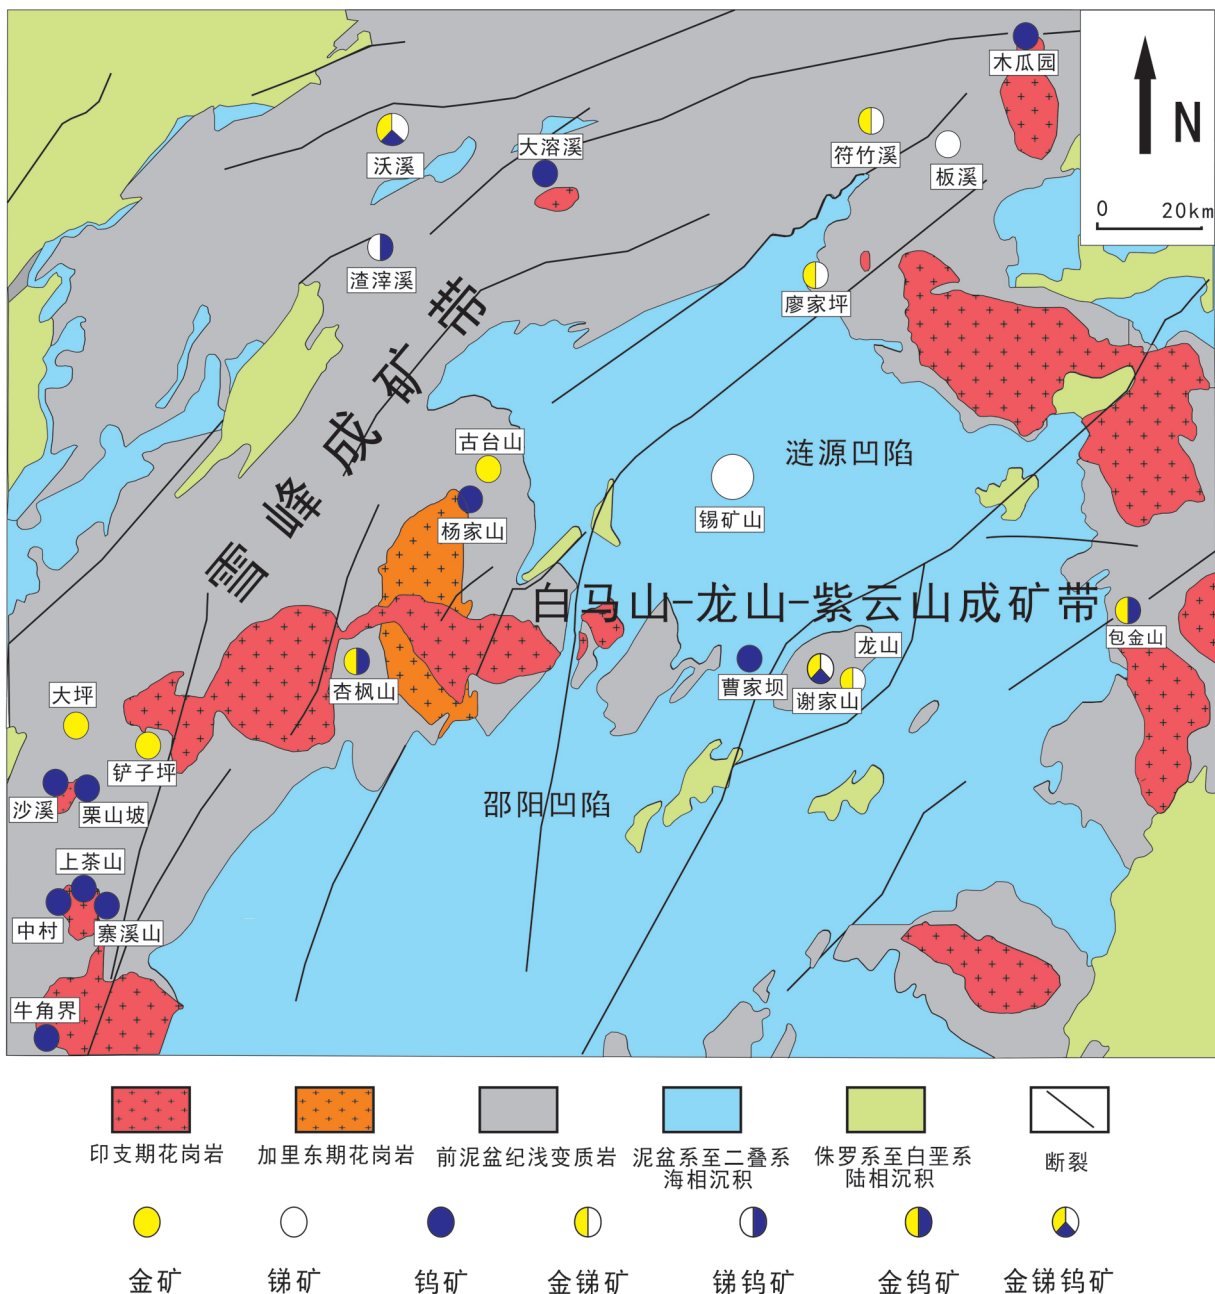 木瓜园
N
0 20km
沃溪
大溶溪
符竹溪
板溪
渣滓溪
廖家坪
雪峰成矿带
古台山
杨家山
涟源凹陷
锡矿山
白马山-龙山-紫云山成矿带
包金山
龙山
曹家坝
谢家山
杏枫山
大坪
铲子坪
沙溪
栗山坡
邵阳凹陷
上茶山
中村
寨溪山
牛角界
印支期花岗岩
加里东期花岗岩
前泥盆纪浅变质岩
泥盆系至二叠系
海相沉积
侏罗系至白垩系
陆相沉积
断裂
金矿
锑矿
钨矿
金锑矿
锑钨矿
金钨矿
金锑钨矿